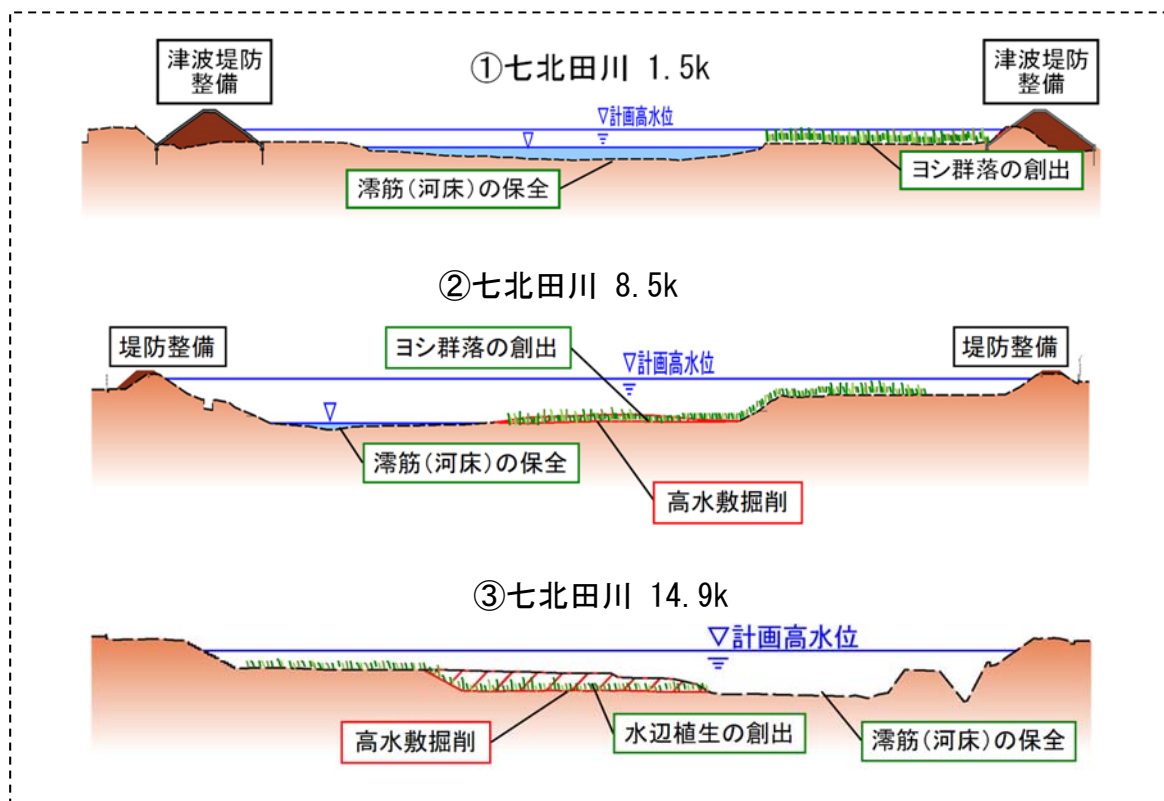 ①七北田川 1.5k
津波堤防
整備
津波堤防
整備
▽計画高水位
▽
澪筋(河床)の保全
ヨシ群落の創出
②七北田川 8.5k
堤防整備
ヨシ群落の創出
▽計画高水位
堤防整備
▽
澪筋(河床)の保全
高水敷掘削
③七北田川 14.9k
▽計画高水位
高水敷掘削
水辺植生の創出
澪筋(河床)の保全